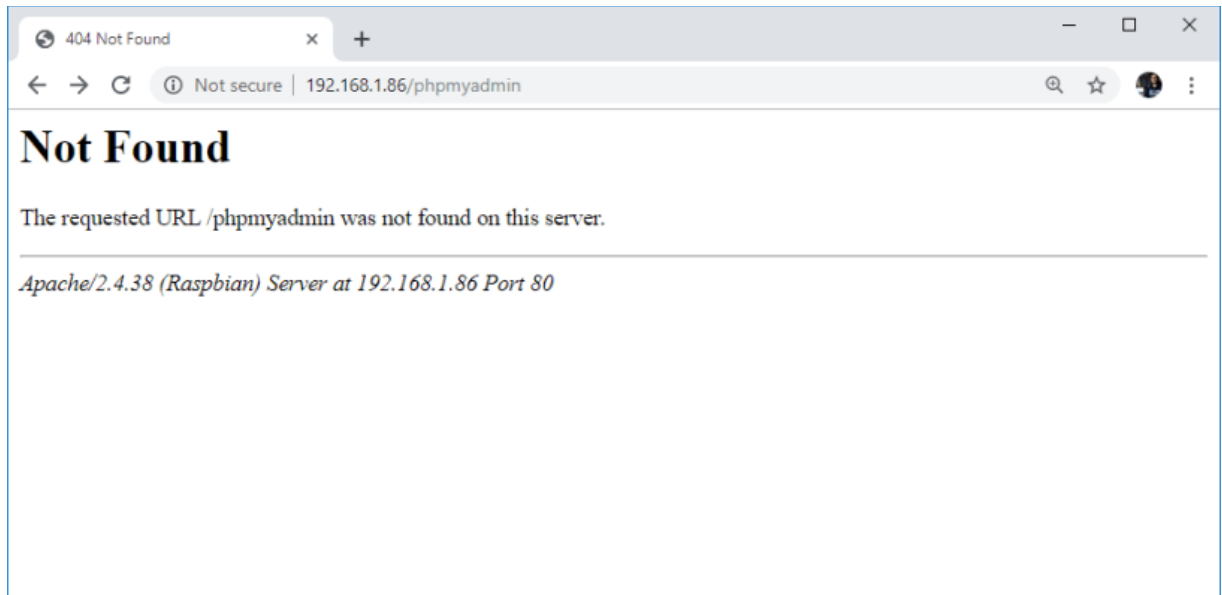 404 Not Found
Not secure | 192.168.1.86/phpmyadmin
Not Found
The requested URL /phpmyadmin was not found on this server.
Apache/2.4.38 (Raspbian) Server at 192.168.1.86 Port 80